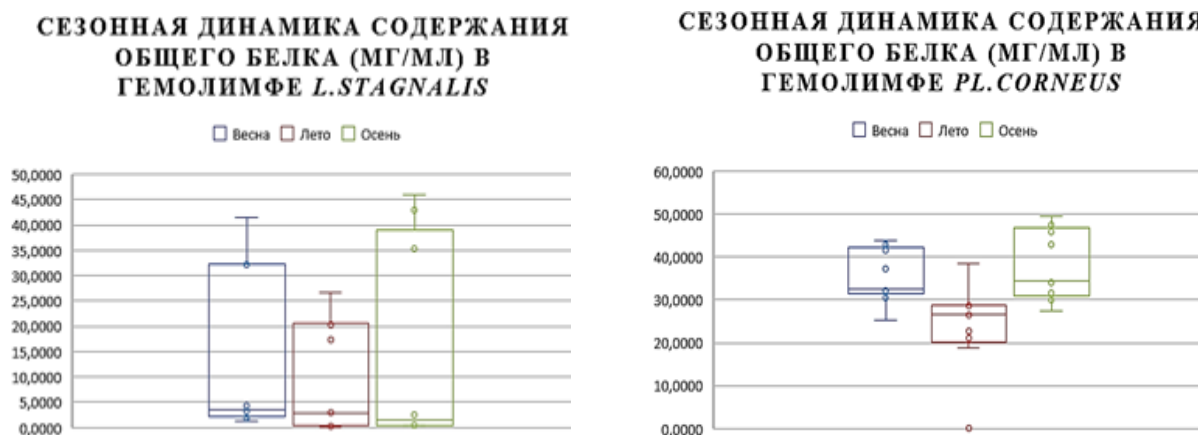 СЕЗОННАЯ ДИНАМИКА СОДЕРЖАНИЯ
ОБЩЕГО БЕЛКА (МГ/МЛ) В
ГЕМОЛИМФЕ L.STAGNALIS
Весна Лето Осень
50,0000
45,0000
40,0000
35,0000
30,0000
25,0000
20,0000
15,0000
10,0000
5,0000
0,0000
СЕЗОННАЯ ДИНАМИКА СОДЕРЖАНИЯ
ОБЩЕГО БЕЛКА (МГ/МЛ) В
ГЕМОЛИМФЕ PL.CORNEUS
Весна Лето Осень
60,0000
50,0000
40,0000
30,0000
20,0000
10,0000
0,0000